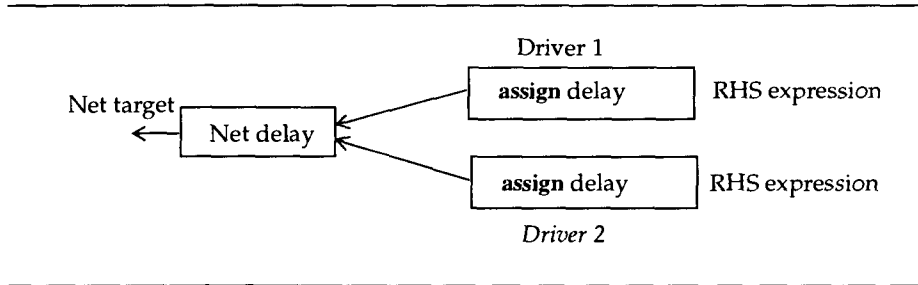 Driver 1
assign delay
RHS expression
Net target
Net delay
assign delay
RHS expression
Driver 2